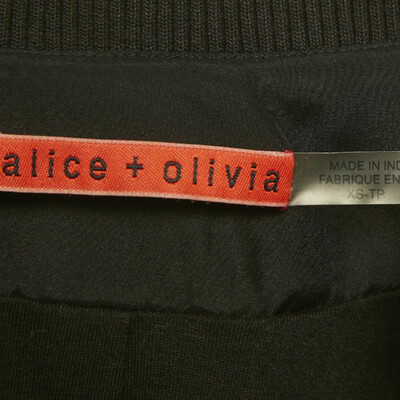 alice + olivia
MADE IN IND
FABRIQUE EN
XS-TP